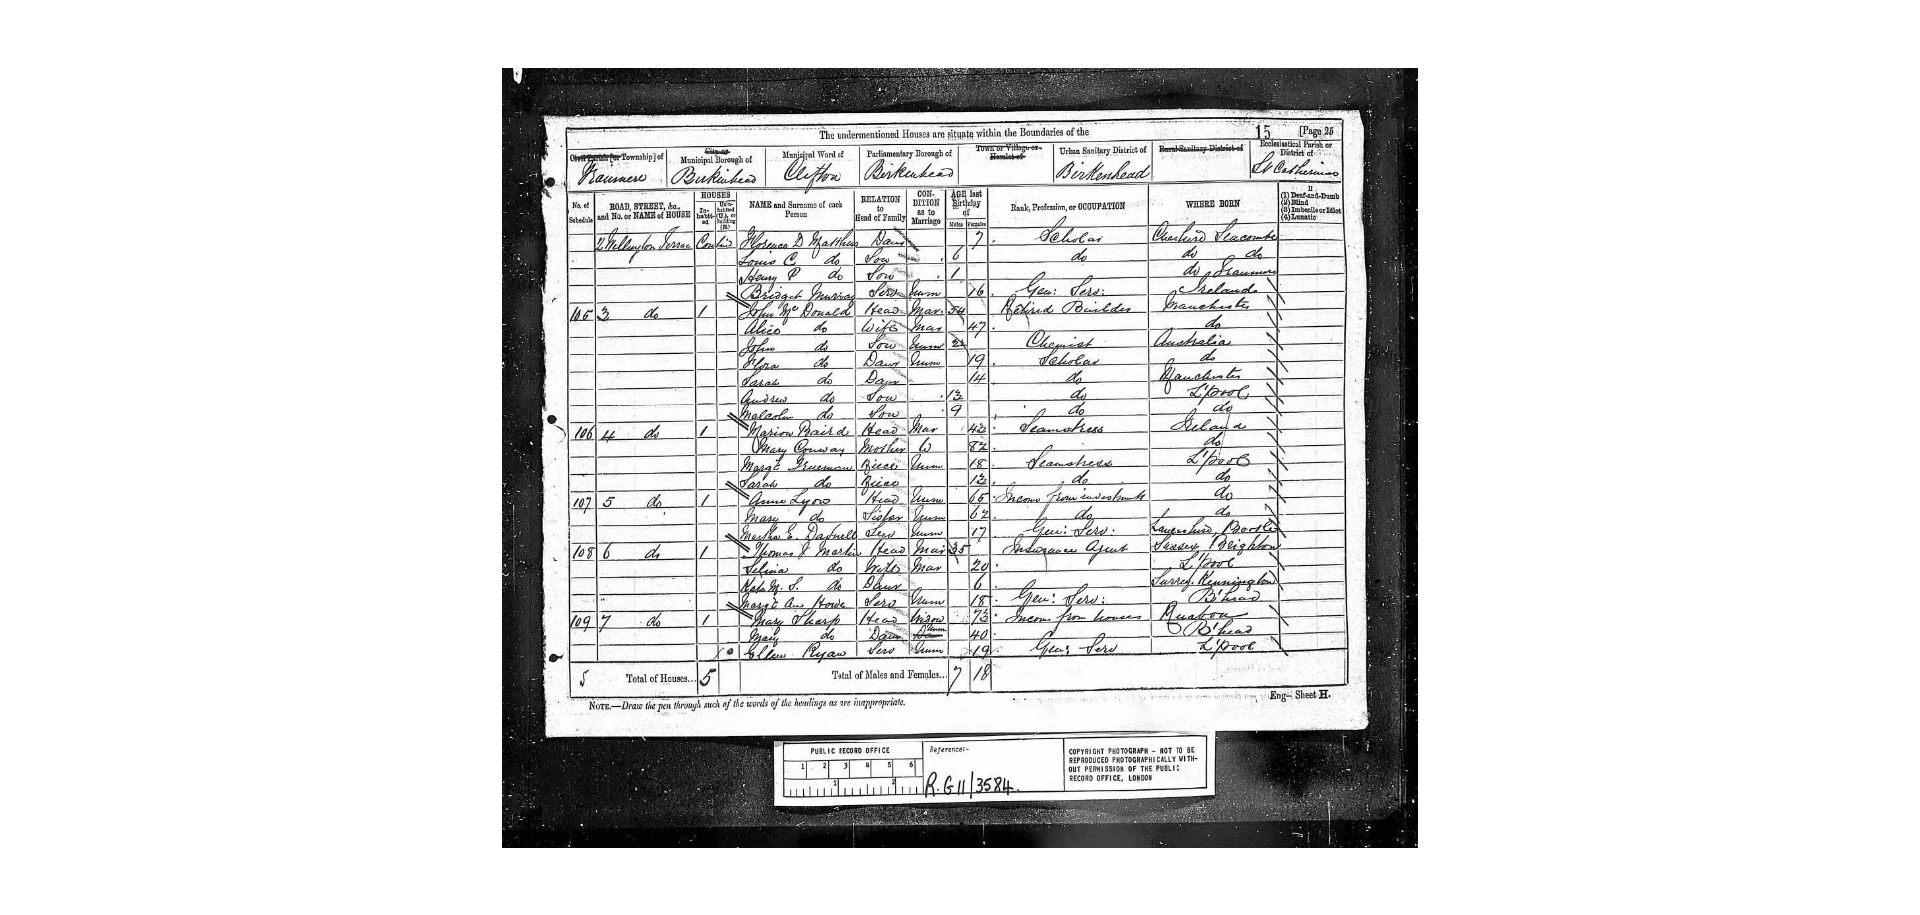 The undermentioned Houses are situate within the Boundaries of the 15 [Page 25
Civil Parish [or Township] of City or Municipal Borough of Municipal Ward of Parliamentary Borough of Town or Village or Hamlet of Urban Sanitary District of Rural Sanitary District of Ecclesiastical Parish or District of
Tranmere Birkenhead Clifton Birkenhead Birkenhead St Catherines
No. of Schedule ROAD, STREET, &c., and No. or NAME of HOUSE HOUSES Inhabited Uninhabited (U.), or Building (B.) NAME and Surname of each Person RELATION to Head of Family CONDITION as to Marriage AGE last Birthday of Males Females Rank, Profession, or OCCUPATION WHERE BORN If (1) Deaf-and-Dumb (2) Blind (3) Imbecile or Idiot (4) Lunatic
2 Millington Terrace Contind Florence D Matthews Daur 7 Scholar Cheshire Seacombe
Louis C do Son 6 do do do
Henry P do Son 1 do Tranmere
Bridget Murray Serv Unm 16 Gen: Serv: Ireland
105 3 do 1 John McDonald Head Mar 54 Retired Builder Manchester
Alice do Wife Mar 47 do
John do Son Unm Chemist Australia
Flora do Daur Unm 19 Scholar do
Sarah do Daur 14 do Manchester
Andrew do Son 13 do L'pool
Malcolm do Son 9 do do
106 4 do 1 Marion Baird Head Mar 43 Seamstress Ireland
Mary Conway Mother W 82 do
Margt Niece Unm 18 Seamstress L'pool
Sarah do Niece 13 do do
107 5 do 1 Anne Lyon Head Unm 65 Income from investments do
Mary do Sister Unm 62 do do
Martha E. Serv Unm 17 Gen: Serv: Lancashire, Bootle
108 6 do 1 Thomas J Martin Head Mar 35 Insurance Agent Sussex Brighton
Selina do Wife Mar 20 L'pool
Kate M. S. do Daur 6 Surrey. Kennington
Margt Ann Howe Serv Unm 18 Gen: Serv: B'head
109 7 do 1 Mary Sharp Head Widow 73 Income from houses Ruabon
Mary do Daur Unm 40 B'head
Ellen Ryan Serv Unm 19 Gen: Serv L'pool
5 Total of Houses... 5 Total of Males and Females... 7 18
NOTE.—Draw the pen through such of the words of the headings as are inappropriate. Eng— Sheet H.
PUBLIC RECORD OFFICE Reference:- COPYRIGHT PHOTOGRAPH - NOT TO BE
1 2 3 4 5 6 REPRODUCED PHOTOGRAPHICALLY WITH-
OUT PERMISSION OF THE PUBLIC
1 2 R.G 11/3584. RECORD OFFICE, LONDON